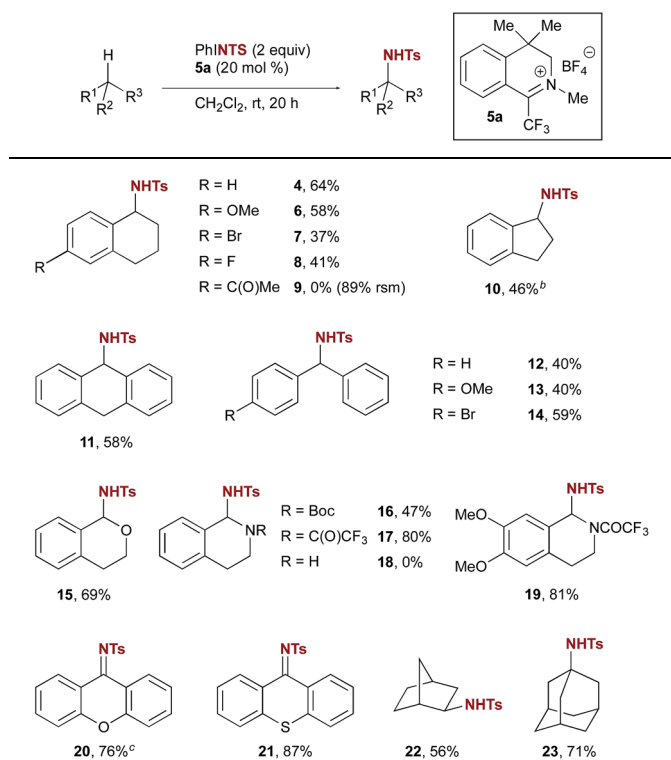 H
R¹ R² R³
PhINTS (2 equiv)
5a (20 mol %)
CH₂Cl₂, rt, 20 h
NHTs
R¹ R² R³
Me Me
⊕ N Me
BF₄ ⊖
CF₃
5a
NHTs
R
R = H 4, 64%
R = OMe 6, 58%
R = Br 7, 37%
R = F 8, 41%
R = C(O)Me 9, 0% (89% rsm)
NHTs
10, 46%ᵇ
NHTs
11, 58%
NHTs
R
R = H 12, 40%
R = OMe 13, 40%
R = Br 14, 59%
NHTs
O
15, 69%
NHTs
NR
R = Boc 16, 47%
R = C(O)CF₃ 17, 80%
R = H 18, 0%
NHTs
MeO
NCOCF₃
MeO
19, 81%
NTs
O
20, 76%ᶜ
NTs
S
21, 87%
NHTs
22, 56%
NHTs
23, 71%